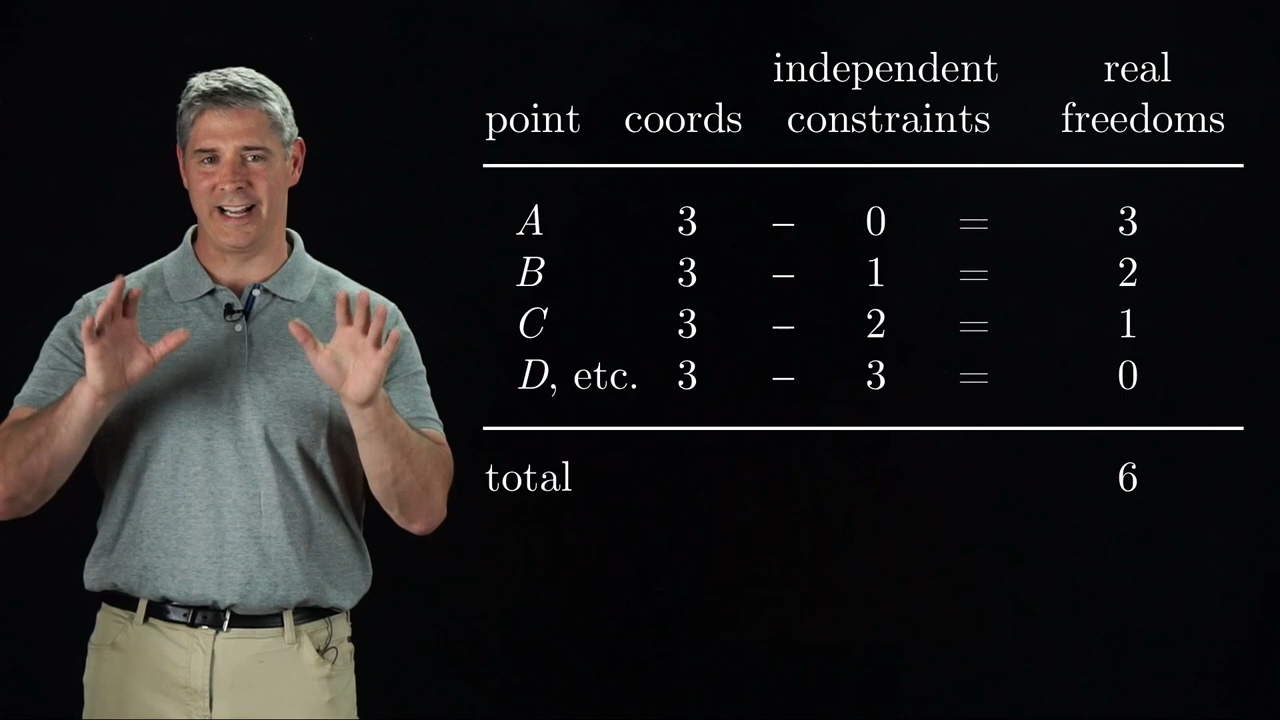 independent real
point coords constraints freedoms
A 3 – 0 = 3
B 3 – 1 = 2
C 3 – 2 = 1
D, etc. 3 – 3 = 0
total 6